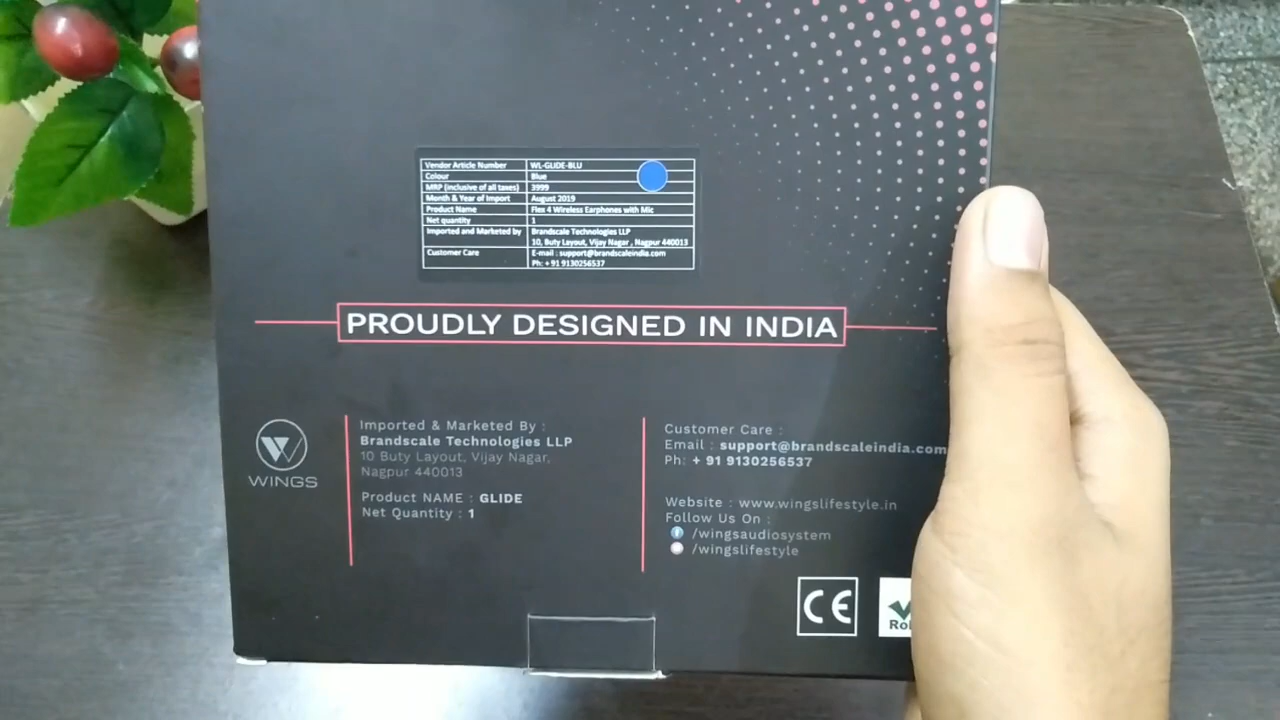 Vendor Article Number WL-GLIDE-BLU
Colour Blue
MRP (inclusive of all taxes) 3999
Month & Year of Import August 2019
Product Name Flex 4 Wireless Earphones with Mic
Net quantity 1
Imported and Marketed by Brandscale Technologies LLP
10, Buty Layout, Vijay Nagar , Nagpur 440013
Customer Care E-mail : support@brandscaleindia.com
Ph: + 91 9130256537
PROUDLY DESIGNED IN INDIA
WINGS
Imported & Marketed By :
Brandscale Technologies LLP
10 Buty Layout, Vijay Nagar,
Nagpur 440013
Product NAME : GLIDE
Net Quantity : 1
Customer Care :
Email : support@brandscaleindia.com
Ph: + 91 9130256537
Website : www.wingslifestyle.in
Follow Us On :
/wingsaudiosystem
/wingslifestyle
CE